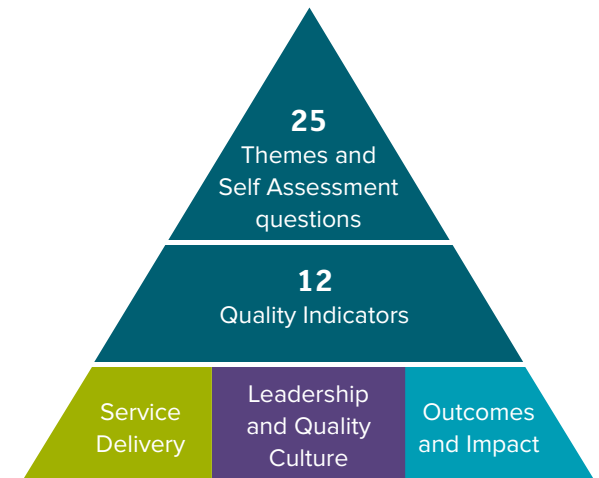 25
Themes and
Self Assessment
questions
12
Quality Indicators
Service
Delivery
Leadership
and Quality
Culture
Outcomes
and Impact